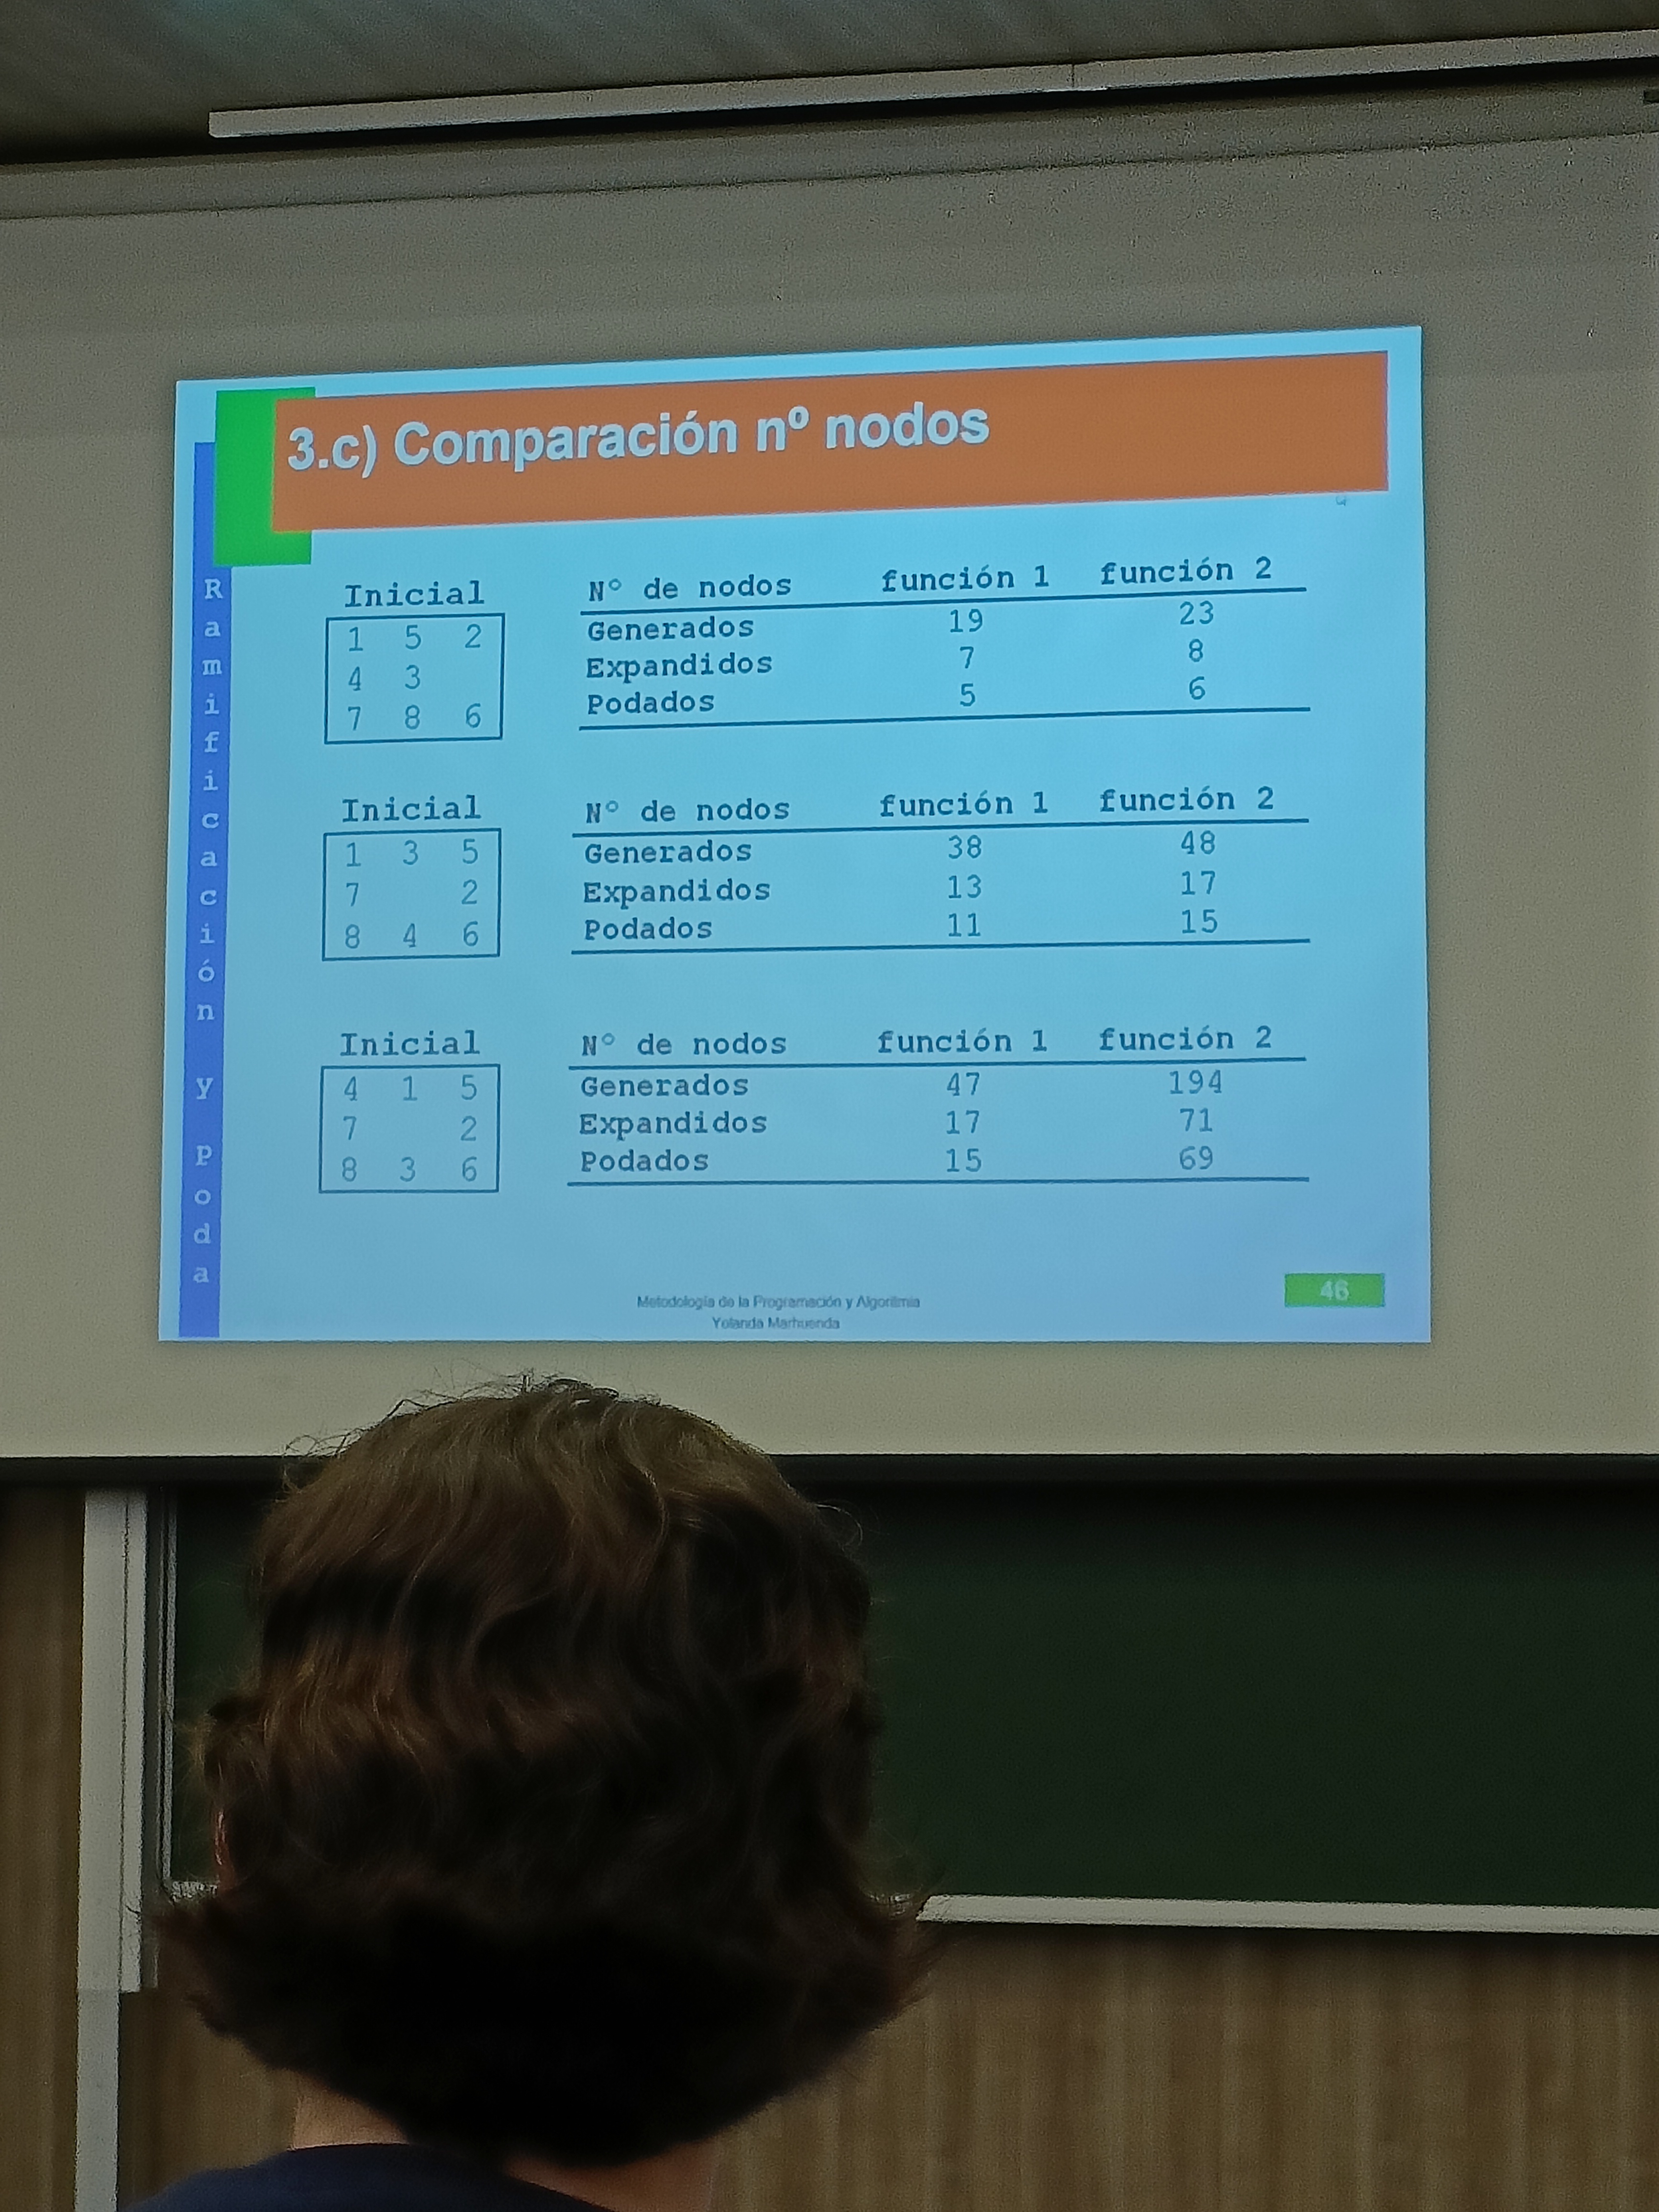 3.c) Comparación nº nodos
Ramificación y poda
Inicial
1 5 2
4 3
7 8 6
Nº de nodos función 1 función 2
Generados 19 23
Expandidos 7 8
Podados 5 6
Inicial
1 3 5
7 2
8 4 6
Nº de nodos función 1 función 2
Generados 38 48
Expandidos 13 17
Podados 11 15
Inicial
4 1 5
7 2
8 3 6
Nº de nodos función 1 función 2
Generados 47 194
Expandidos 17 71
Podados 15 69
Metodología de la Programación y Algoritmia
Yolanda Marhuenda
46